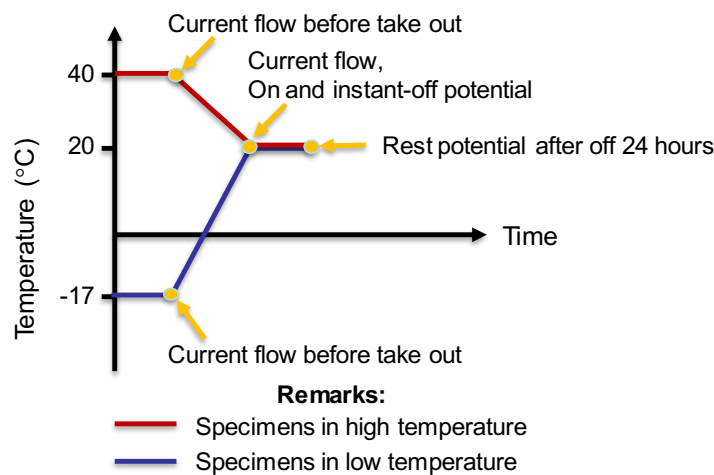 Current flow before take out
Current flow,
On and instant-off potential
40
20
Rest potential after off 24 hours
Temperature (°C)
Time
-17
Current flow before take out
Remarks:
Specimens in high temperature
Specimens in low temperature